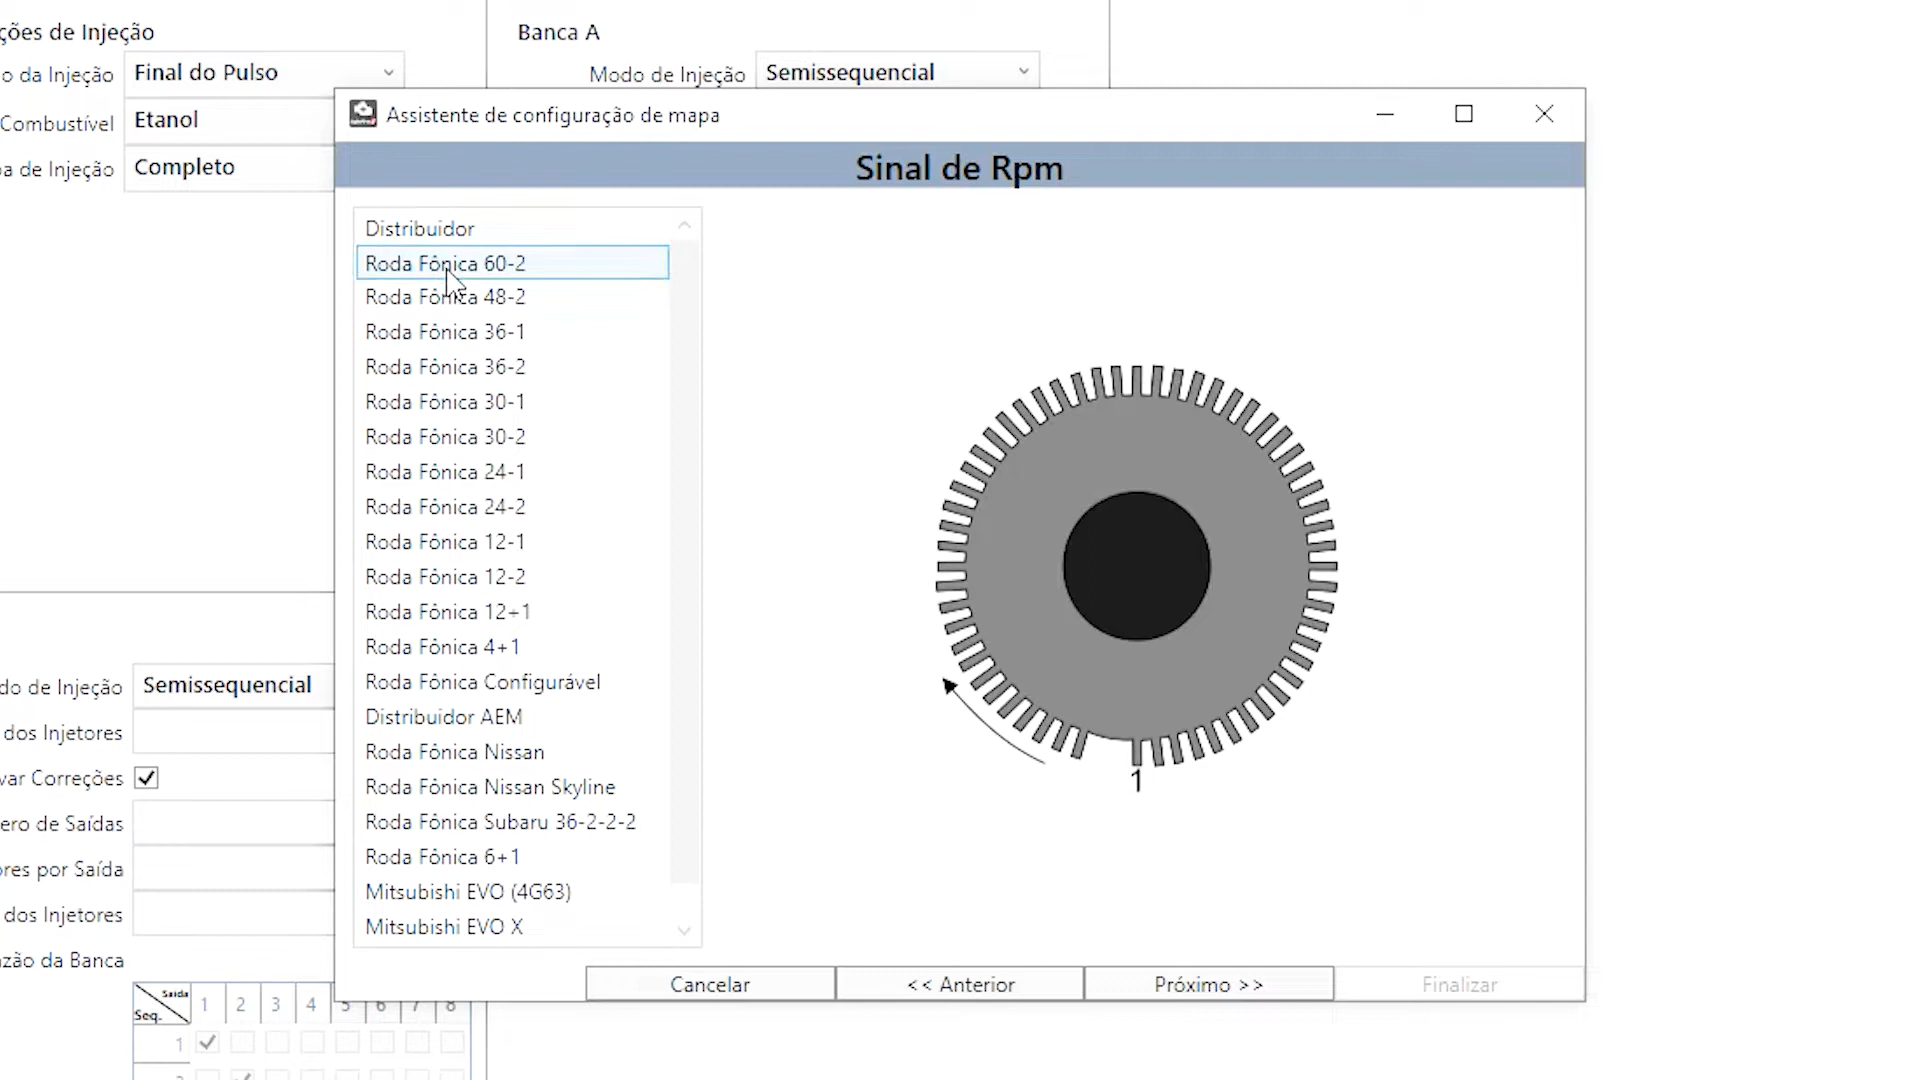 ções de Injeção
o da Injeção Final do Pulso
Combustível Etanol
a de Injeção Completo
Banca A
Modo de Injeção Semissequencial
Assistente de configuração de mapa
Sinal de Rpm
Distribuidor
Roda Fônica 60-2
Roda Fônica 48-2
Roda Fônica 36-1
Roda Fônica 36-2
Roda Fônica 30-1
Roda Fônica 30-2
Roda Fônica 24-1
Roda Fônica 24-2
Roda Fônica 12-1
Roda Fônica 12-2
Roda Fônica 12+1
Roda Fônica 4+1
Roda Fônica Configurável
Distribuidor AEM
Roda Fônica Nissan
Roda Fônica Nissan Skyline
Roda Fônica Subaru 36-2-2-2
Roda Fônica 6+1
Mitsubishi EVO (4G63)
Mitsubishi EVO X
1
Cancelar
<< Anterior
Próximo >>
Finalizar
do de Injeção Semissequencial
dos Injetores
var Correções
ero de Saídas
res por Saída
dos Injetores
zão da Banca
Saída
Seq.
1 2 3 4 5 6 7 8
1